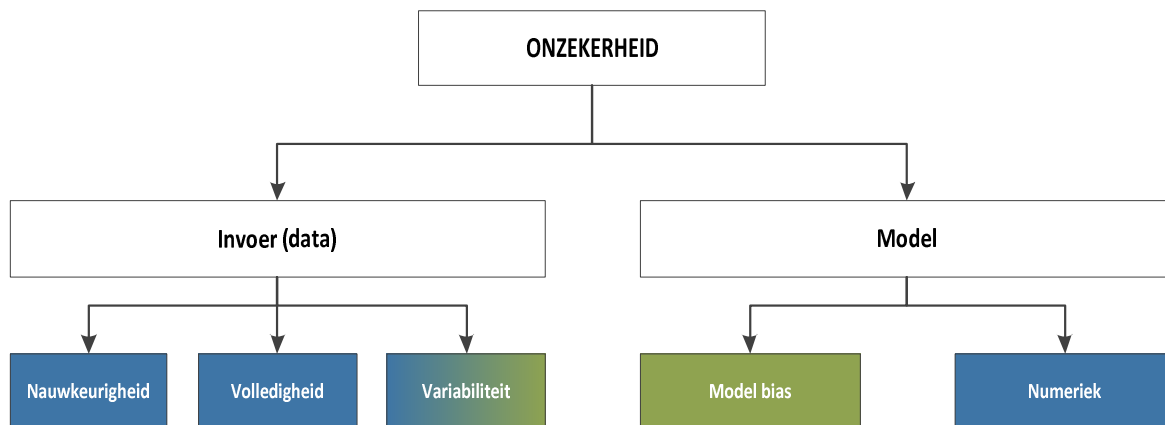 ONZEKERHEID
Invoer (data)
Model
Nauwkeurigheid
Volledigheid
Variabiliteit
Model bias
Numeriek